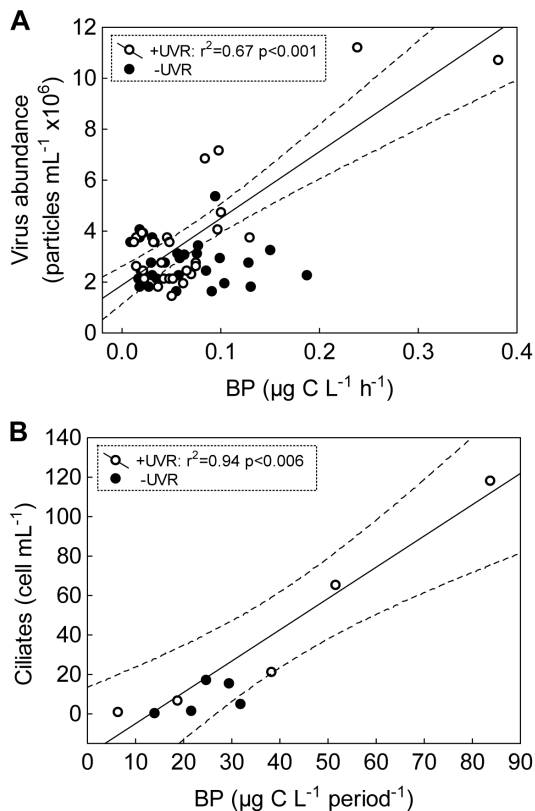 A
+UVR: r²=0.67 p<0.001
-UVR
Virus abundance
(particles mL⁻¹ x10⁶)
12
10
8
6
4
2
0
0.0 0.1 0.2 0.3 0.4
BP (µg C L⁻¹ h⁻¹)
B
+UVR: r²=0.94 p<0.006
-UVR
Ciliates (cell mL⁻¹)
140
120
100
80
60
40
20
0
0 10 20 30 40 50 60 70 80 90
BP (µg C L⁻¹ period⁻¹)